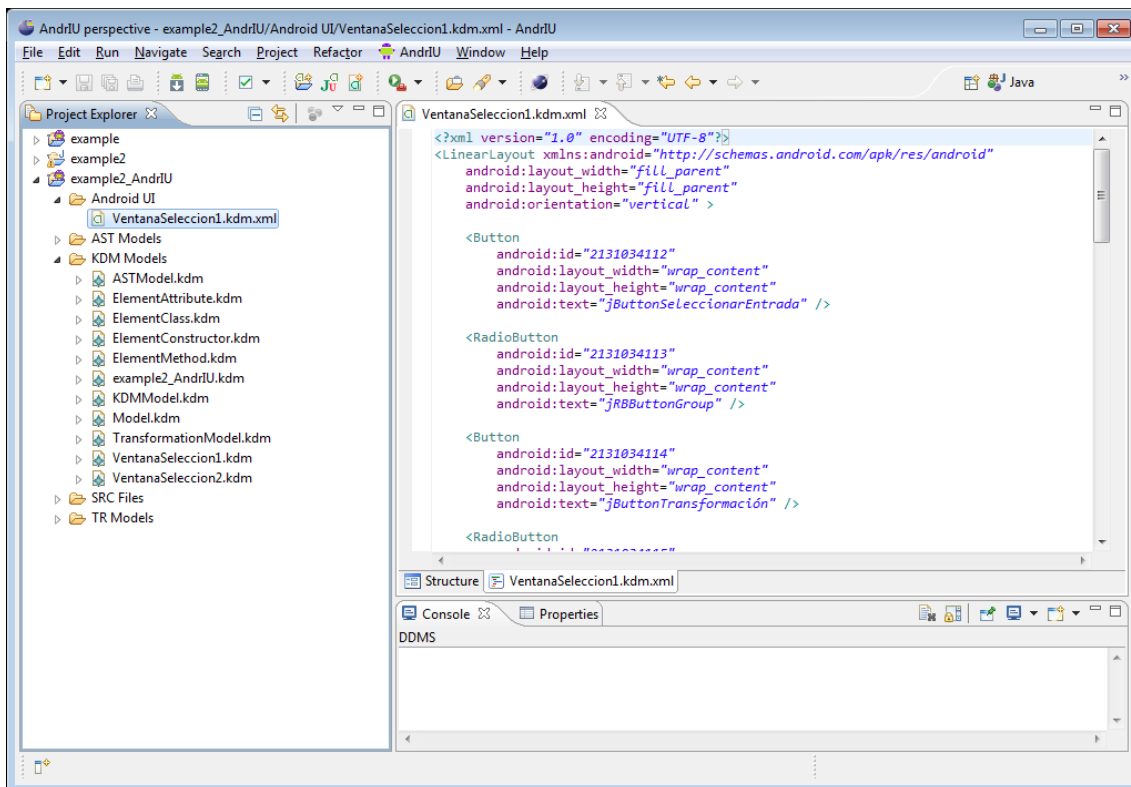 AndrIU perspective - example2_AndrIU/Android UI/VentanaSeleccion1.kdm.xml - AndrIU
File Edit Run Navigate Search Project Refactor AndrIU Window Help
Java
»
Project Explorer
example
example2
example2_AndrIU
Android UI
VentanaSeleccion1.kdm.xml
AST Models
KDM Models
ASTModel.kdm
ElementAttribute.kdm
ElementClass.kdm
ElementConstructor.kdm
ElementMethod.kdm
example2_AndrIU.kdm
KDMModel.kdm
Model.kdm
TransformationModel.kdm
VentanaSeleccion1.kdm
VentanaSeleccion2.kdm
SRC Files
TR Models
VentanaSeleccion1.kdm.xml
<?xml version="1.0" encoding="UTF-8"?>
<LinearLayout xmlns:android="http://schemas.android.com/apk/res/android"
android:layout_width="fill_parent"
android:layout_height="fill_parent"
android:orientation="vertical" >
<Button
android:id="2131034112"
android:layout_width="wrap_content"
android:layout_height="wrap_content"
android:text="jButtonSeleccionarEntrada" />
<RadioButton
android:id="2131034113"
android:layout_width="wrap_content"
android:layout_height="wrap_content"
android:text="jRBButtonGroup" />
<Button
android:id="2131034114"
android:layout_width="wrap_content"
android:layout_height="wrap_content"
android:text="jButtonTransformación" />
<RadioButton
Structure VentanaSeleccion1.kdm.xml
Console Properties
DDMS